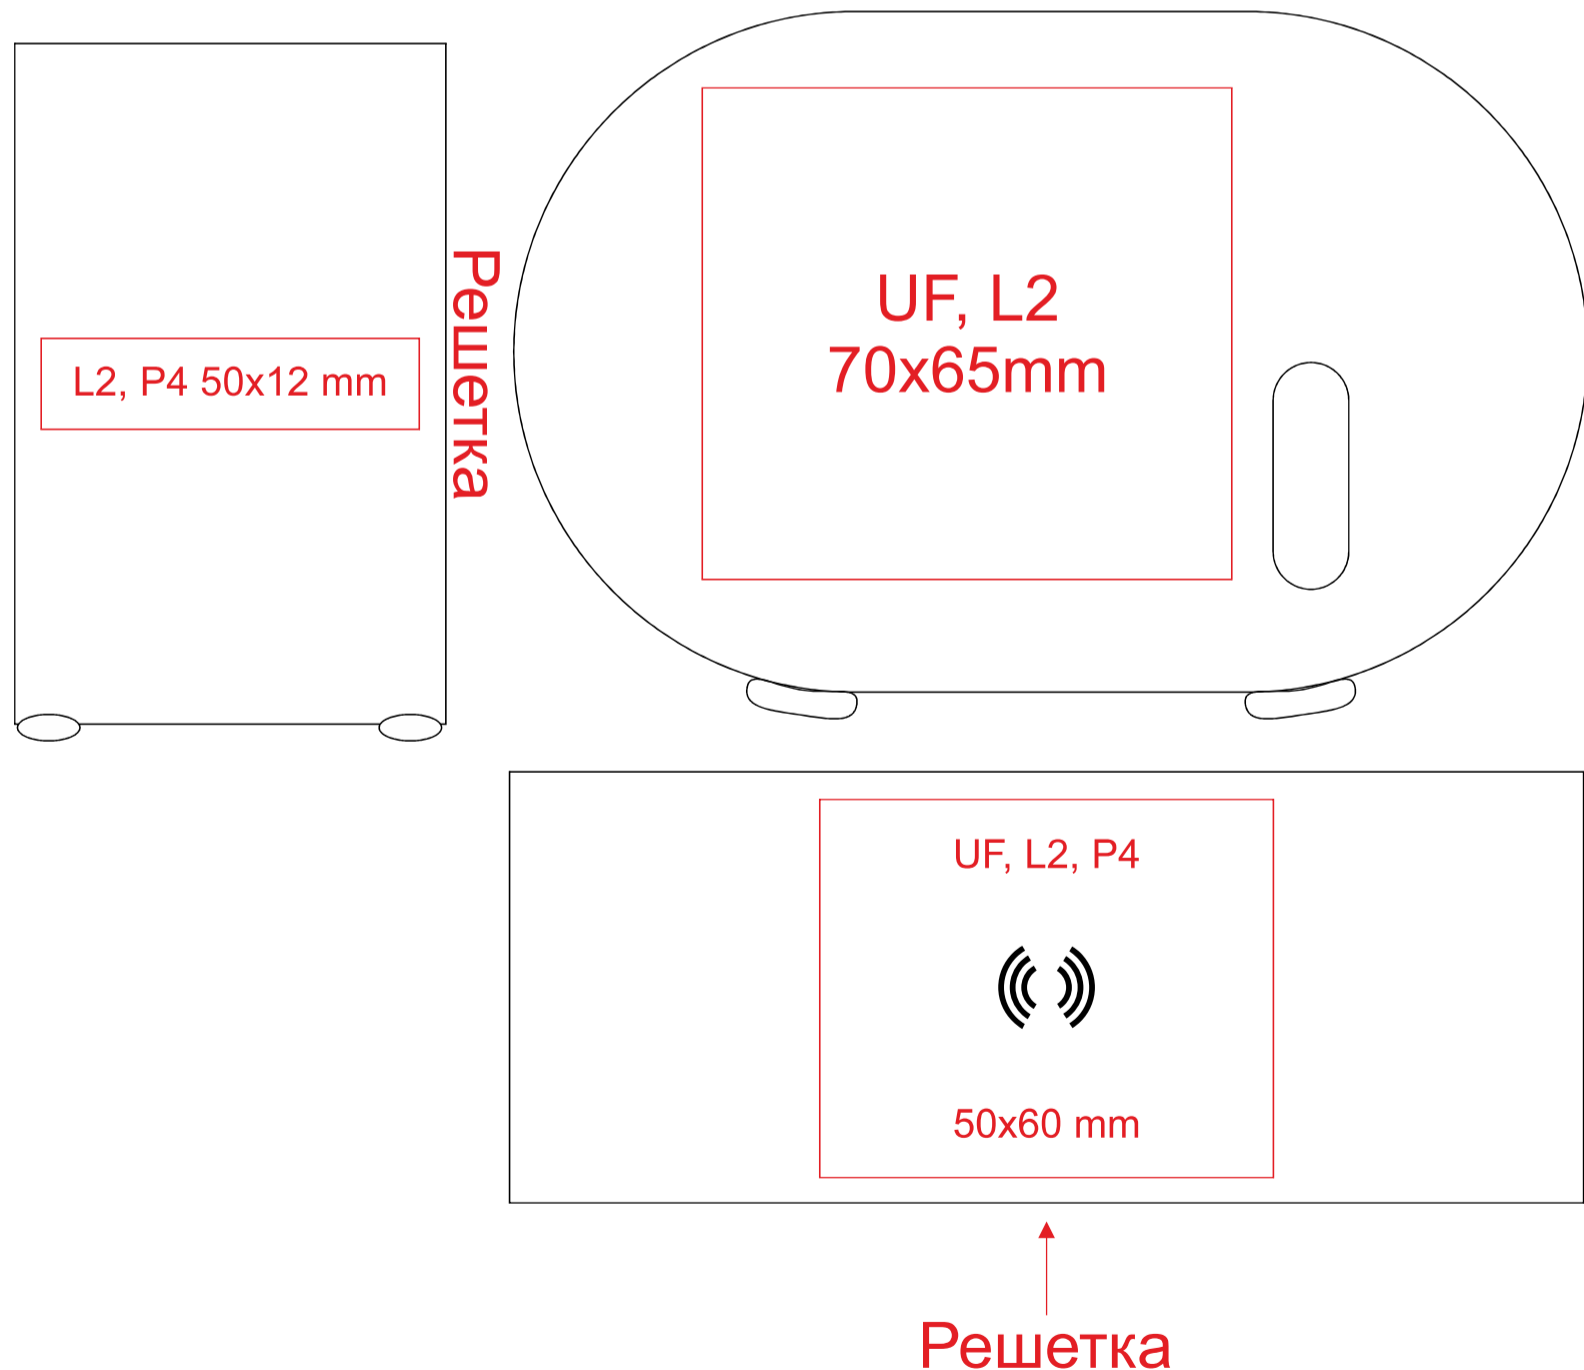 L2, P4 50x12 mm
Решетка
UF, L2
70x65mm
UF, L2, P4
50x60 mm
Решетка